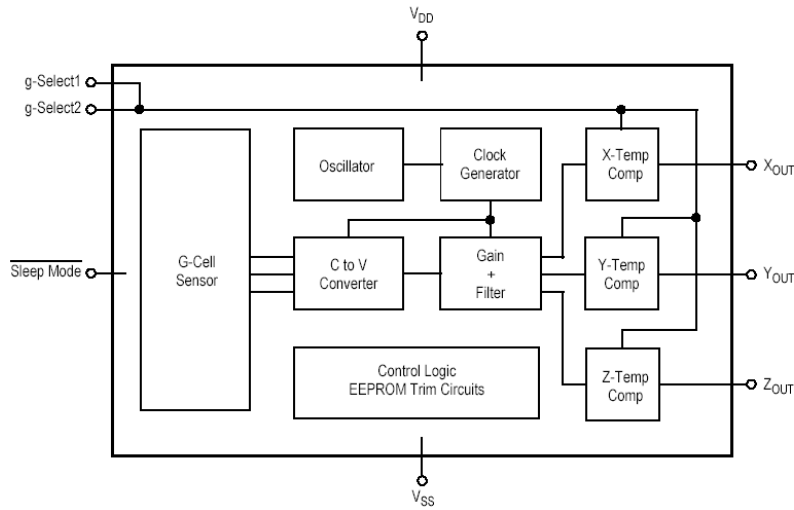 VDD
g-Select1
g-Select2
Oscillator
Clock
Generator
X-Temp
Comp
XOUT
Sleep Mode
G-Cell
Sensor
C to V
Converter
Gain
+
Filter
Y-Temp
Comp
YOUT
Control Logic
EEPROM Trim Circuits
Z-Temp
Comp
ZOUT
VSS